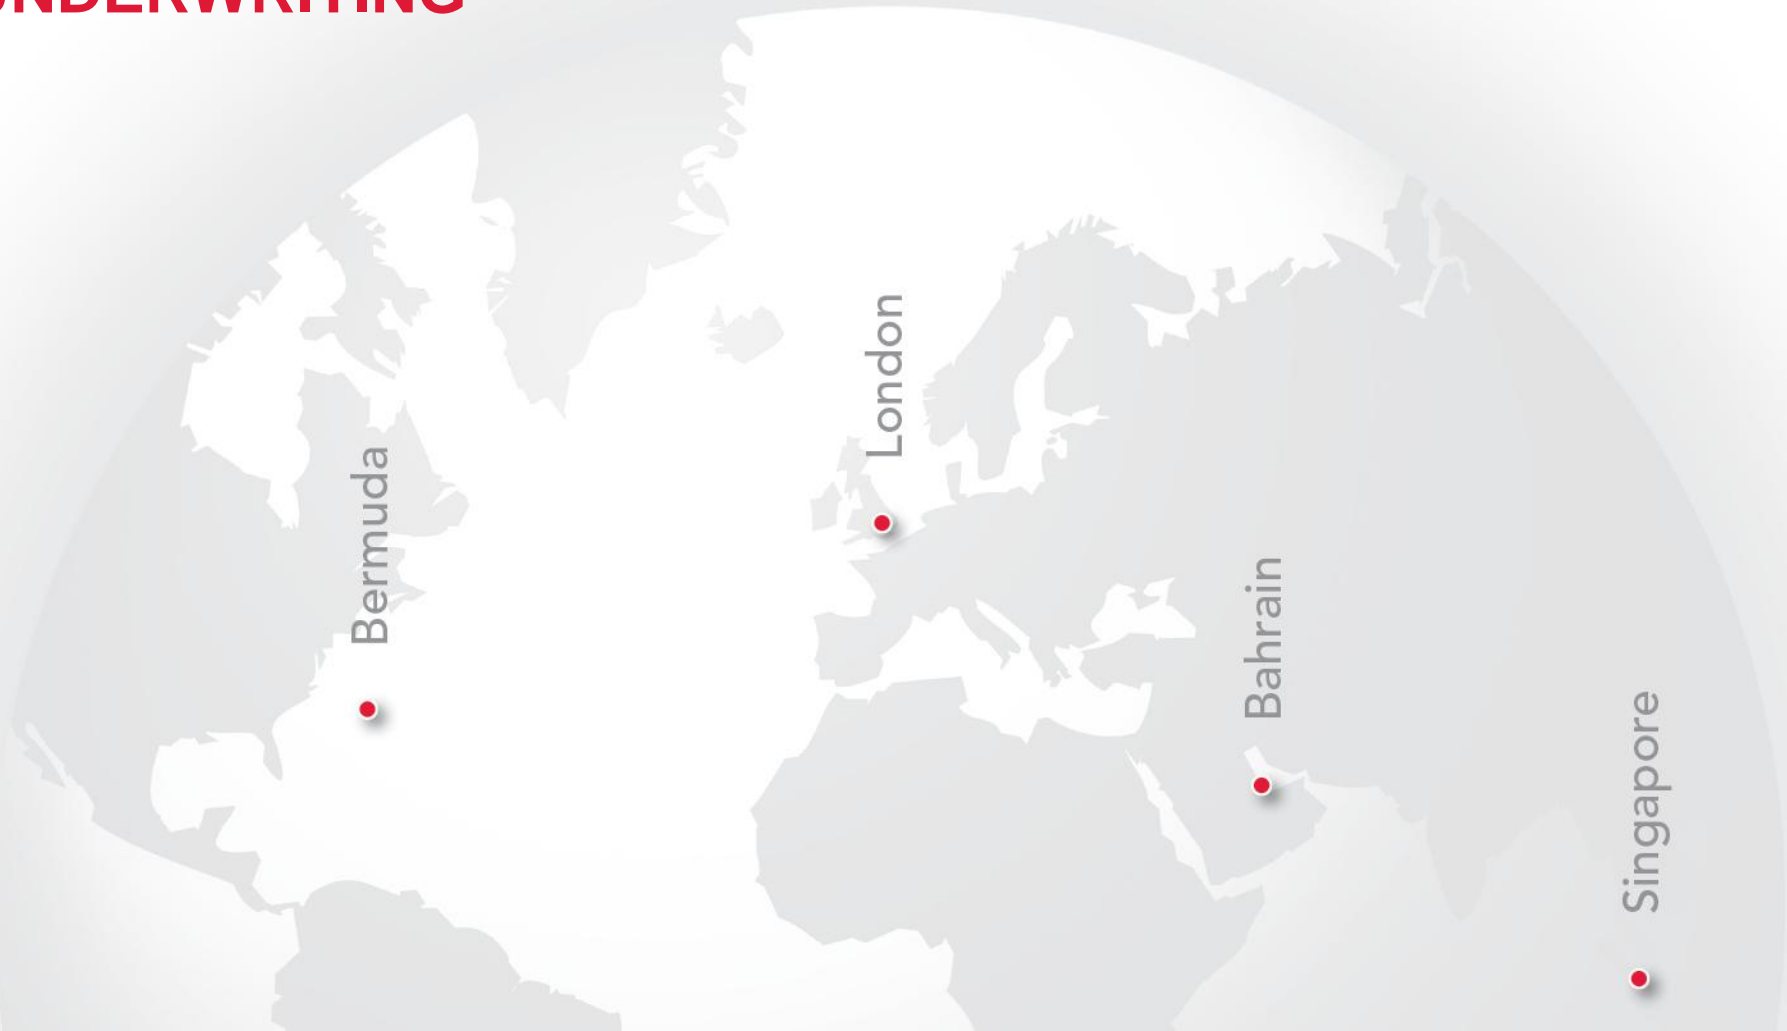 UNDERWRITING
London
Bermuda
Bahrain
Singapore